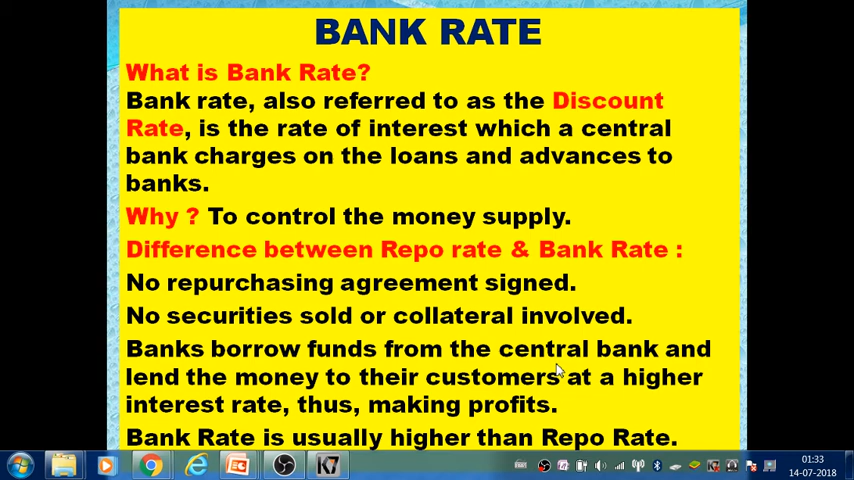 BANK RATE
What is Bank Rate?
Bank rate, also referred to as the Discount
Rate, is the rate of interest which a central
bank charges on the loans and advances to
banks.
Why ? To control the money supply.
Difference between Repo rate & Bank Rate :
No repurchasing agreement signed.
No securities sold or collateral involved.
Banks borrow funds from the central bank and
lend the money to their customers at a higher
interest rate, thus, making profits.
Bank Rate is usually higher than Repo Rate.
K7
01:33
14-07-2018